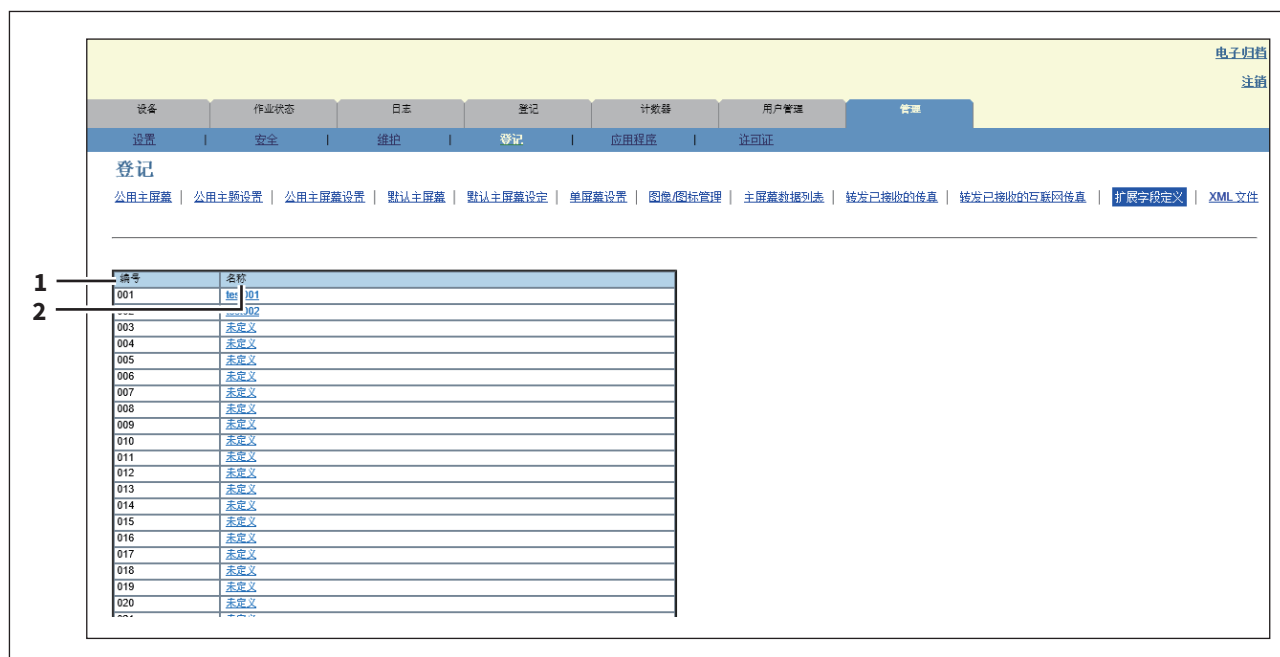 电子归档
注销
设备 作业状态 日志 登记 计数器 用户管理 管理
设置 | 安全 | 维护 | 登记 | 应用程序 | 许可证
登记
公用主屏幕 | 公用主题设置 | 公用主屏幕设置 | 默认主屏幕 | 默认主屏幕设定 | 单屏幕设置 | 图像/图标管理 | 主屏幕数据列表 | 转发已接收的传真 | 转发已接收的互联网传真 | 扩展字段定义 | XML 文件
1 编号 名称
001
2
003 未定义
004 未定义
005 未定义
006 未定义
007 未定义
008 未定义
009 未定义
010 未定义
011 未定义
012 未定义
013 未定义
014 未定义
015 未定义
016 未定义
017 未定义
018 未定义
019 未定义
020 未定义